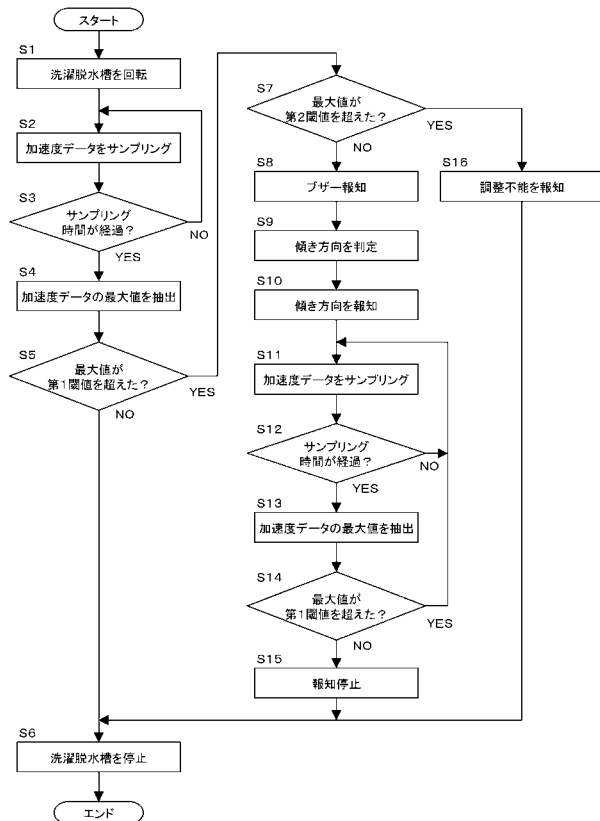 スタート
S1
洗濯脱水槽を回転
S2
加速度データをサンプリング
S3
サンプリング
時間が経過？
NO
YES
S4
加速度データの最大値を抽出
S5
最大値が
第1閾値を超えた？
YES
NO
S7
最大値が
第2閾値を超えた？
YES
NO
S8
ブザー報知
S16
調整不能を報知
S9
傾き方向を判定
S10
傾き方向を報知
S11
加速度データをサンプリング
S12
サンプリング
時間が経過？
NO
YES
S13
加速度データの最大値を抽出
S14
最大値が
第1閾値を超えた？
YES
NO
S15
報知停止
S6
洗濯脱水槽を停止
エンド